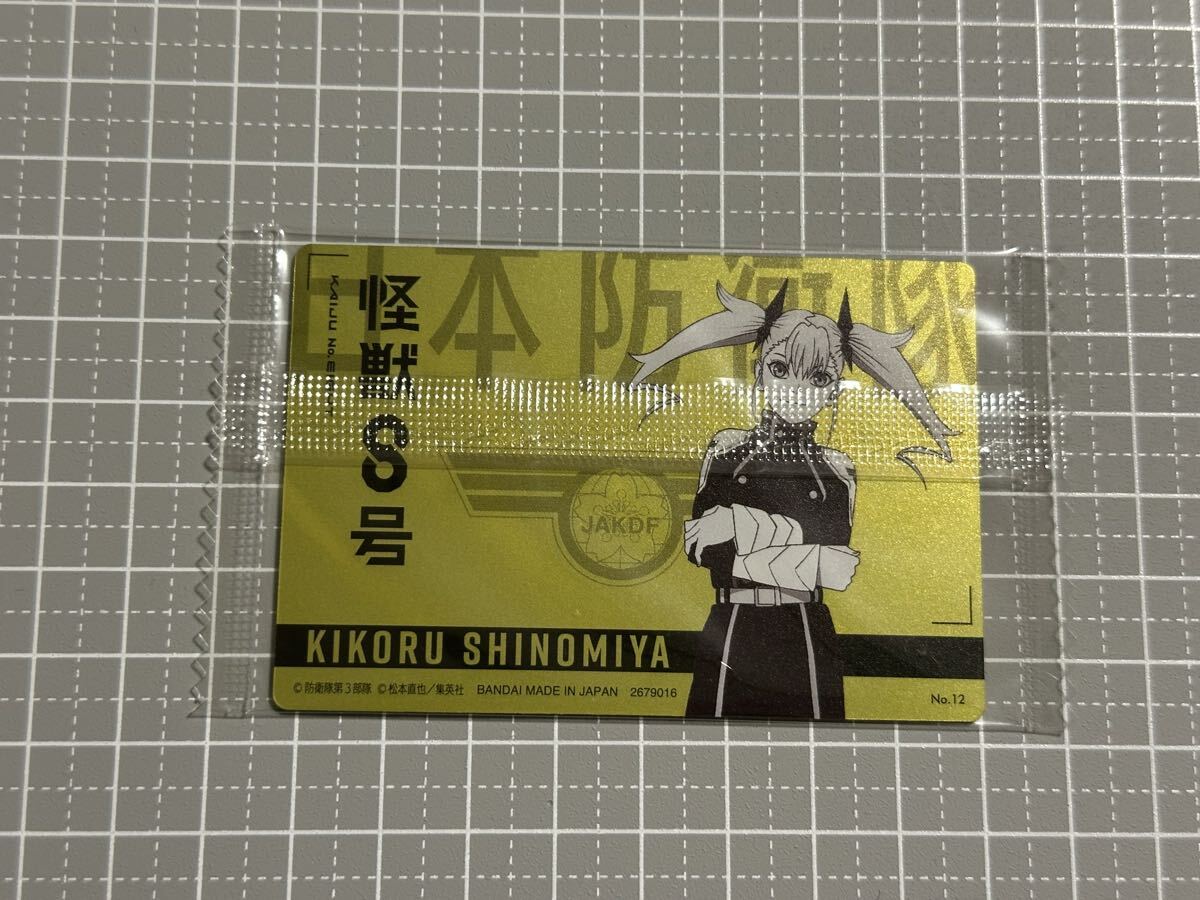 日本防衛隊
怪獣8号
KAIJU No.EIGHT
JAKDF
KIKORU SHINOMIYA
©防衛隊第3部隊 ©松本直也／集英社 BANDAI MADE IN JAPAN 2679016
No.12